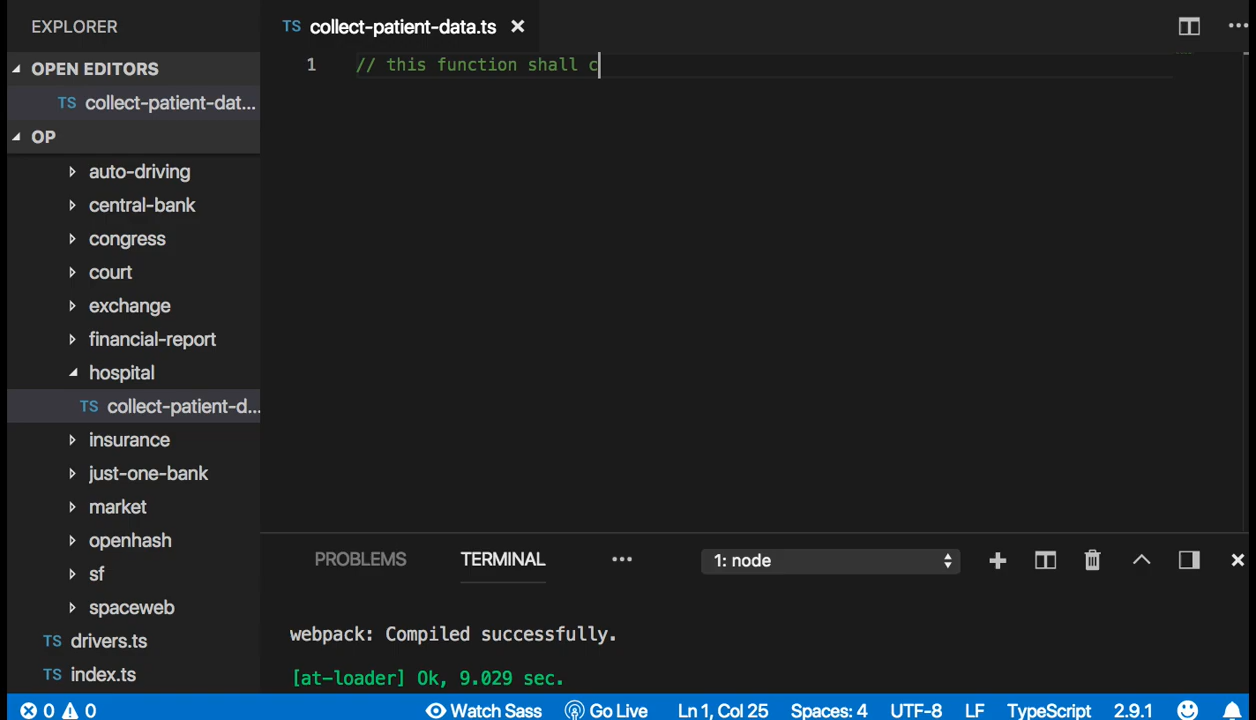 EXPLORER
TS collect-patient-data.ts ×
OPEN EDITORS
TS collect-patient-dat...
OP
auto-driving
central-bank
congress
court
exchange
financial-report
hospital
TS collect-patient-d...
insurance
just-one-bank
market
openhash
sf
spaceweb
TS drivers.ts
TS index.ts
1 // this function shall c
PROBLEMS TERMINAL ... 1: node
webpack: Compiled successfully.
[at-loader] Ok, 9.029 sec.
0 0 Watch Sass Go Live Ln 1, Col 25 Spaces: 4 UTF-8 LF TypeScript 2.9.1